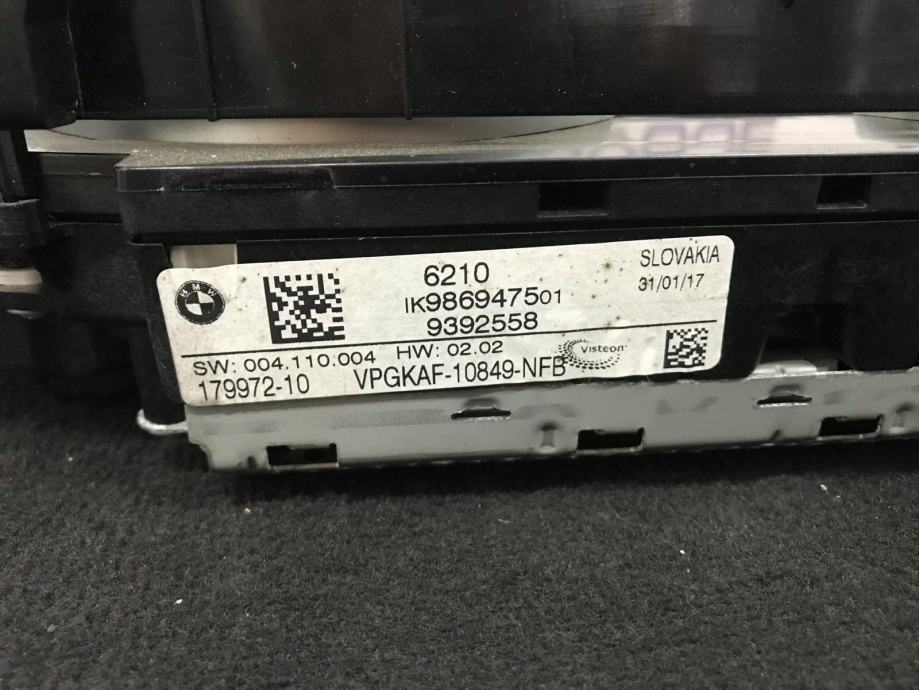 BMW
6210
SLOVAKIA
IK986947501
31/01/17
9392558
SW: 004.110.004 HW: 02.02
Visteon
179972-10 VPGKAF-10849-NFB